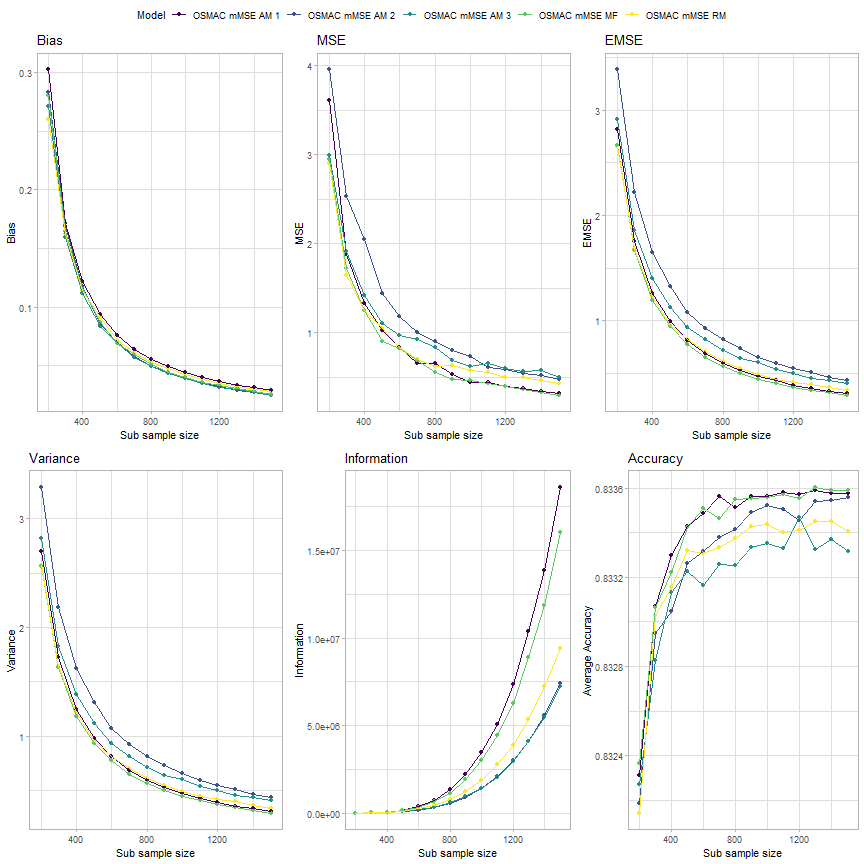 Model OSMAC mMSE AM 1 OSMAC mMSE AM 2 OSMAC mMSE AM 3 OSMAC mMSE MF OSMAC mMSE RM
Bias
0.3
0.2
0.1
Bias
400 800 1200
Sub sample size
MSE
4
3
2
1
MSE
400 800 1200
Sub sample size
EMSE
3
2
1
EMSE
400 800 1200
Sub sample size
Variance
3
2
1
Variance
400 800 1200
Sub sample size
Information
1.5e+07
1.0e+07
5.0e+06
0.0e+00
Information
400 800 1200
Sub sample size
Accuracy
0.8336
0.8332
0.8328
0.8324
Average Accuracy
400 800 1200
Sub sample size